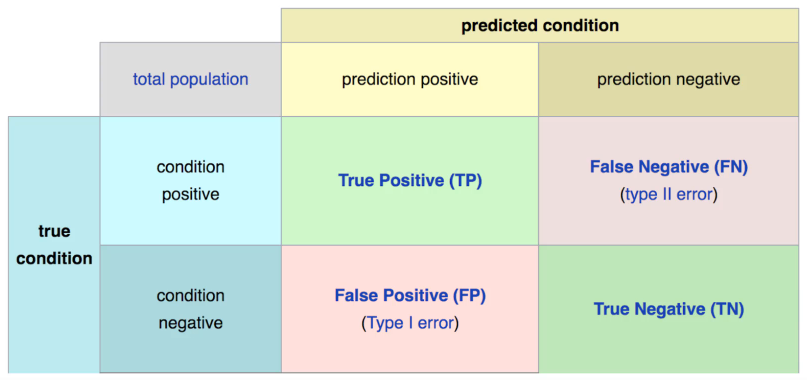 predicted condition
total population
prediction positive
prediction negative
condition
positive
True Positive (TP)
False Negative (FN)
(type II error)
true
condition
condition
negative
False Positive (FP)
(Type I error)
True Negative (TN)